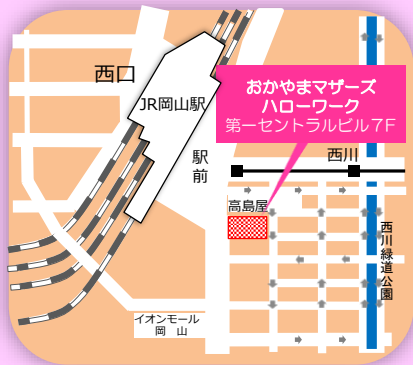 西口
JR岡山駅
おかやまマザーズ
ハローワーク
第一セントラルビル7F
駅前
西川
高島屋
西川緑道公園
イオンモール
岡 山